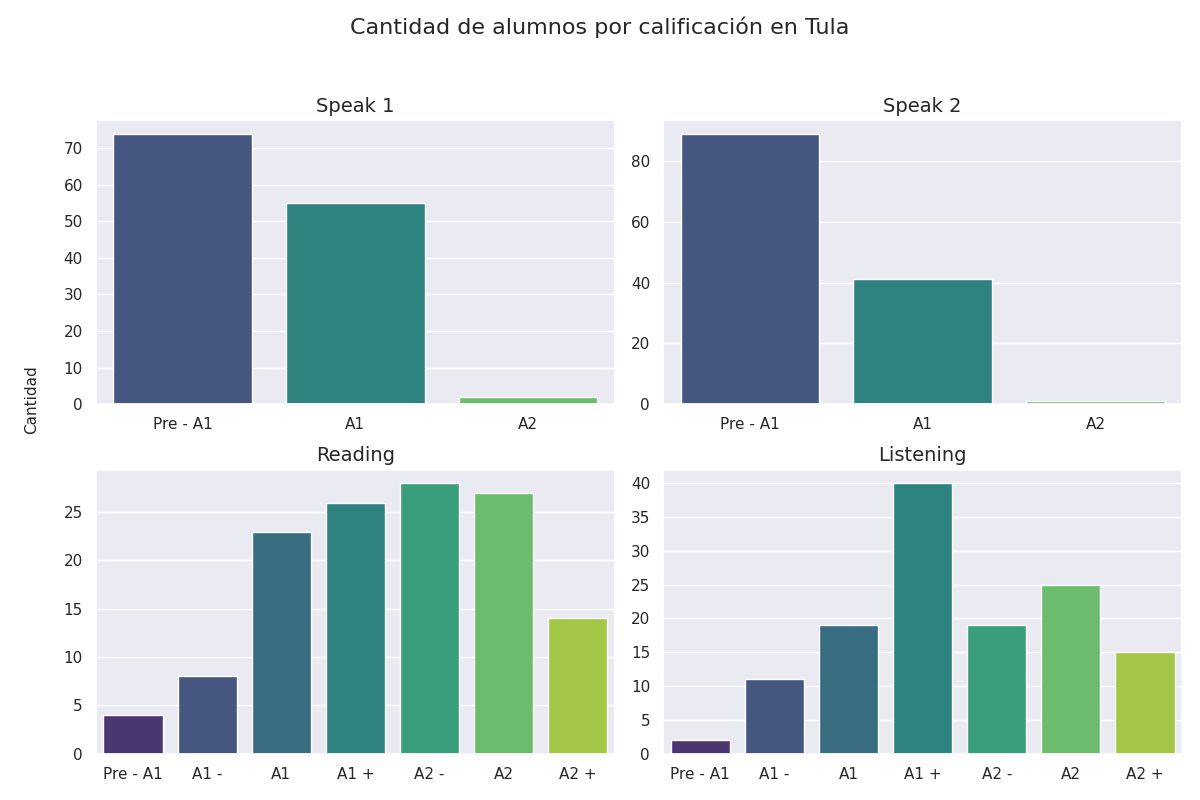 Cantidad de alumnos por calificación en Tula
Speak 1
70
60
50
40
30
20
10
0
Pre - A1 A1 A2
Speak 2
80
60
40
20
0
Pre - A1 A1 A2
Cantidad
Reading
25
20
15
10
5
0
Pre - A1 A1 - A1 A1 + A2 - A2 A2 +
Listening
40
35
30
25
20
15
10
5
0
Pre - A1 A1 - A1 A1 + A2 - A2 A2 +